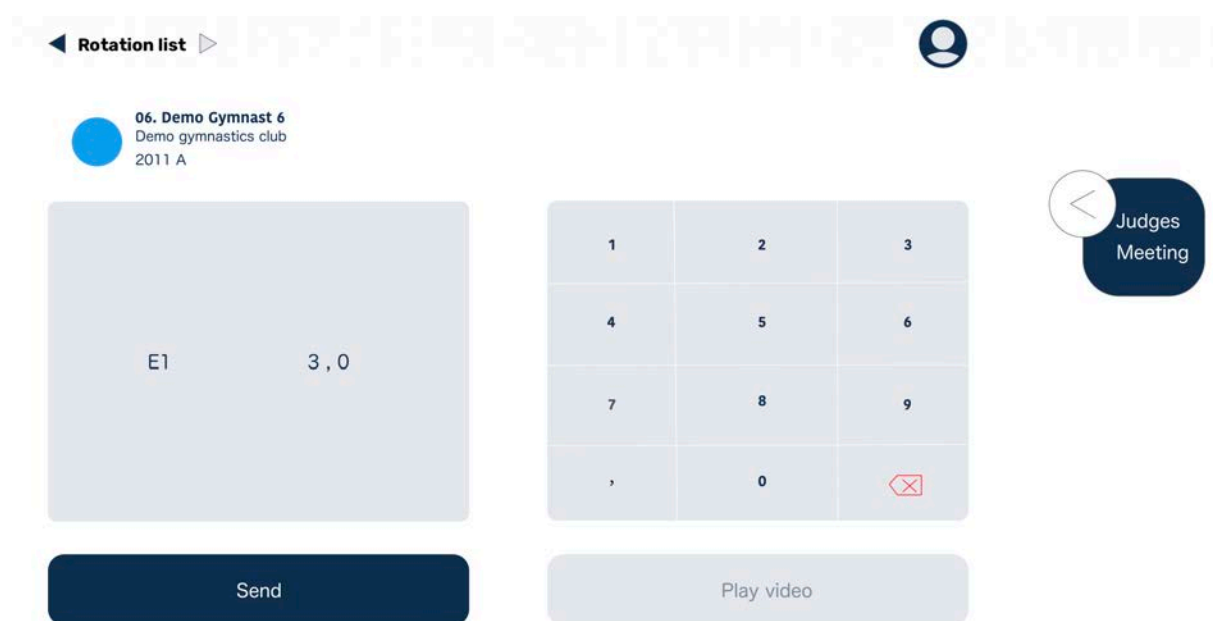 Rotation list
06. Demo Gymnast 6
Demo gymnastics club
2011 A
Judges
Meeting
E1 3,0
1 2 3
4 5 6
7 8 9
, 0
Send
Play video